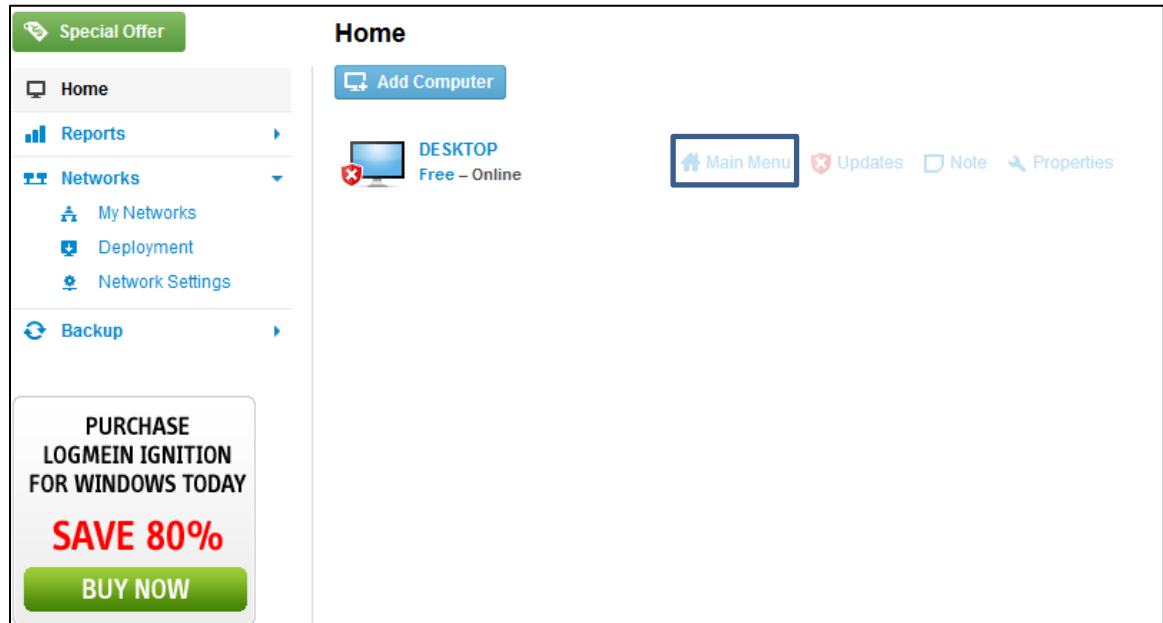 Special Offer
Home
Reports
Networks
My Networks
Deployment
Network Settings
Backup
PURCHASE
LOGMEIN IGNITION
FOR WINDOWS TODAY
SAVE 80%
BUY NOW
Home
Add Computer
DESKTOP
Free – Online
Main Menu Updates Note Properties